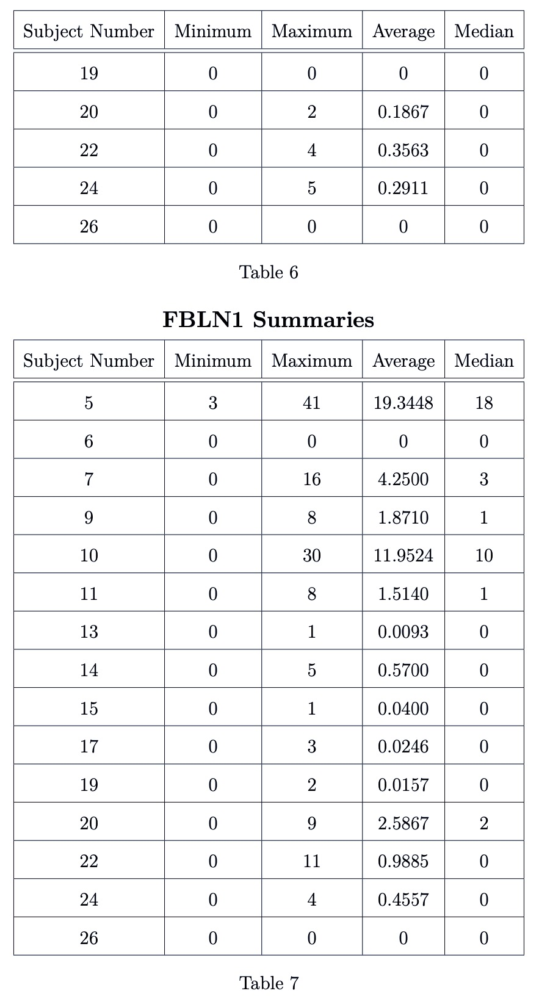 Subject Number Minimum Maximum Average Median
19 0 0 0 0
20 0 2 0.1867 0
22 0 4 0.3563 0
24 0 5 0.2911 0
26 0 0 0 0
Table 6
FBLN1 Summaries
Subject Number Minimum Maximum Average Median
5 3 41 19.3448 18
6 0 0 0 0
7 0 16 4.2500 3
9 0 8 1.8710 1
10 0 30 11.9524 10
11 0 8 1.5140 1
13 0 1 0.0093 0
14 0 5 0.5700 0
15 0 1 0.0400 0
17 0 3 0.0246 0
19 0 2 0.0157 0
20 0 9 2.5867 2
22 0 11 0.9885 0
24 0 4 0.4557 0
26 0 0 0 0
Table 7